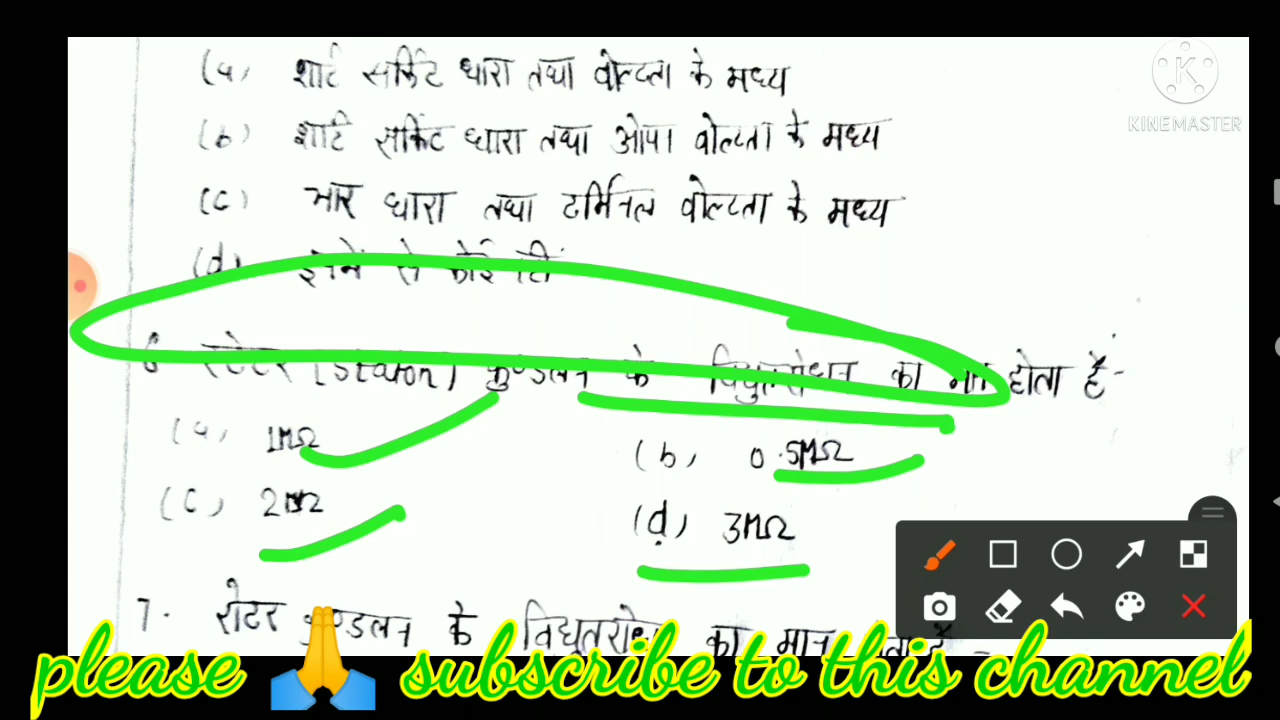 (a) शार्ट सर्किट धारा तथा वोल्टता के मध्य
(b) शार्ट सर्किट धारा तथा ओपा वोल्टता के मध्य
(c) भार धारा तथा टर्मिनल वोल्टता के मध्य
(d) इनमें से कोई नहीं
6 स्टेटर (Stator) कुण्डलन के विद्युतरोधन का मान होता है-
(a) 1MΩ
(b) 0.5MΩ
(c) 2MΩ
(d) 3MΩ
7. रोटर कुण्डलन के विद्युतरोधन का मान
please 🙏 subscribe to this channel
KINEMASTER